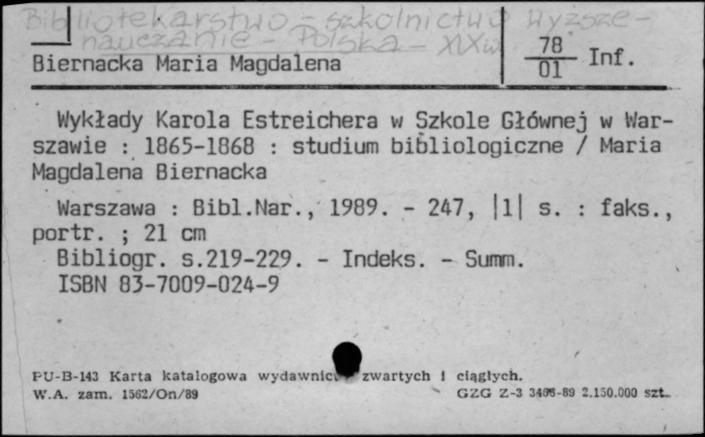 Bibliotekarstwo - szkolnictwo wyższe -
nauczanie - Polska - XIXw
Biernacka Maria Magdalena
78
01 Inf.
Wykłady Karola Estreichera w Szkole Głównej w War-
szawie : 1865-1868 : studium bibliologiczne / Maria
Magdalena Biernacka
Warszawa : Bibl.Nar., 1989. - 247, |1| s. : faks.,
portr. ; 21 cm
Bibliogr. s.219-229. - Indeks. - Summ.
ISBN 83-7009-024-9
PU-B-143 Karta katalogowa wydawnictw zwartych i ciągłych.
W.A. zam. 1562/On/89 GZG Z-3 3498-89 2.150.000 szt.